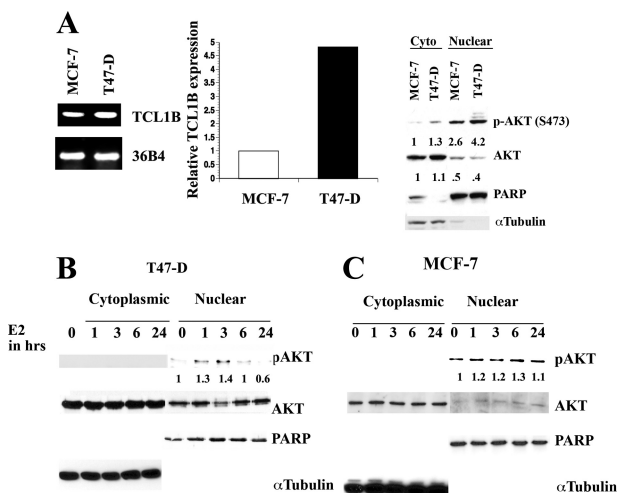 A
MCF-7
T47-D
TCL1B
36B4
Relative TCL1B expression
5
4.5
4
3.5
3
2.5
2
1.5
1
0.5
0
MCF-7
T47-D
Cyto
Nuclear
MCF-7
T47-D
MCF-7
T47-D
p-AKT (S473)
1 1.3 2.6 4.2
AKT
1 1.1 .5 .4
PARP
αTubulin
B
T47-D
Cytoplasmic
Nuclear
E2
in hrs
0 1 3 6 24 0 1 3 6 24
pAKT
1 1.3 1.4 1 0.6
AKT
PARP
αTubulin
C
MCF-7
Cytoplasmic
Nuclear
0 1 3 6 24 0 1 3 6 24
pAKT
1 1.2 1.2 1.3 1.1
AKT
PARP
αTubulin